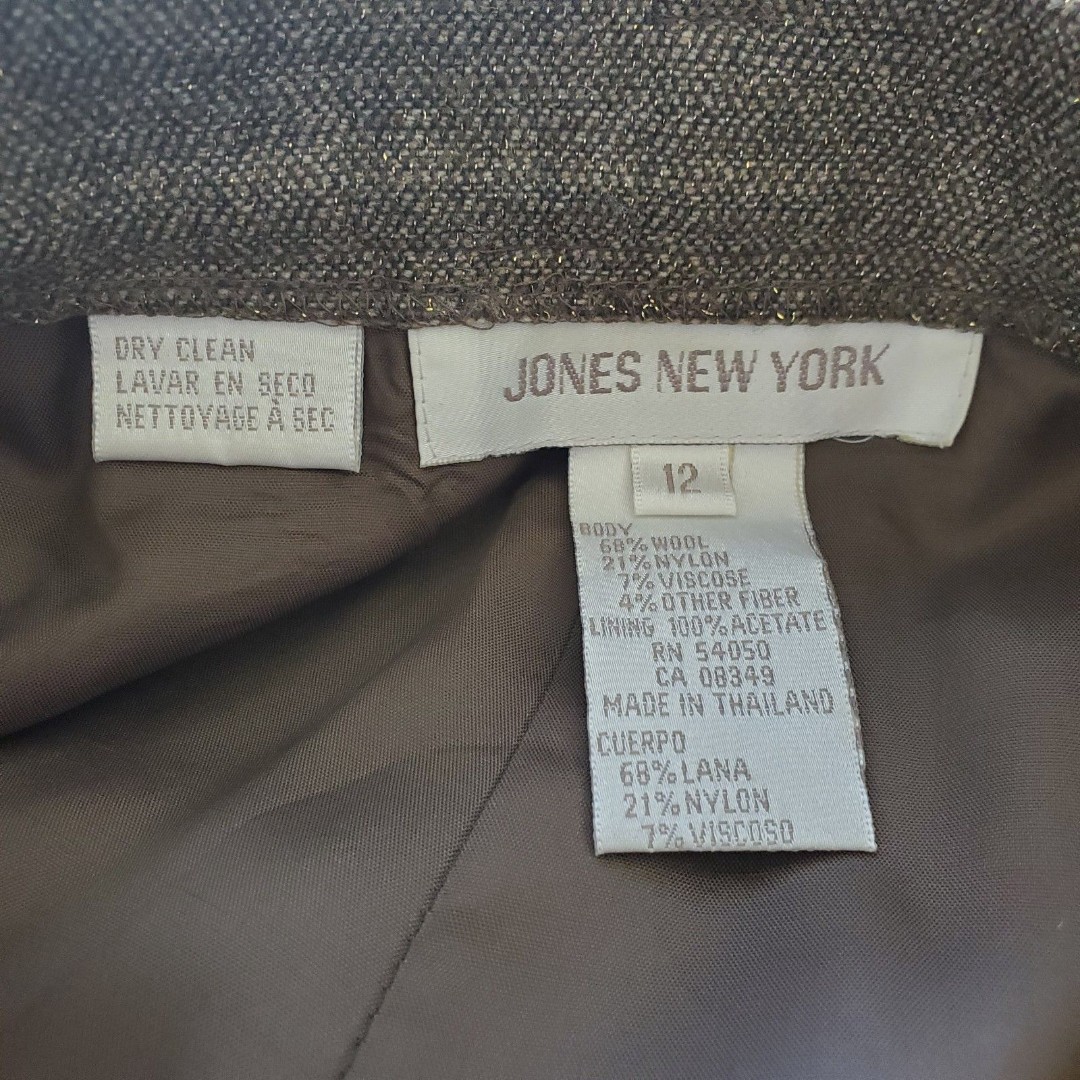 DRY CLEAN
LAVAR EN SECO
NETTOYAGE À SEC
JONES NEW YORK
12
BODY
68% WOOL
21% NYLON
7% VISCOSE
4% OTHER FIBER
LINING 100% ACETATE
RN 54050
CA 08349
MADE IN THAILAND
CUERPO
68% LANA
21% NYLON
7% VISCOSO